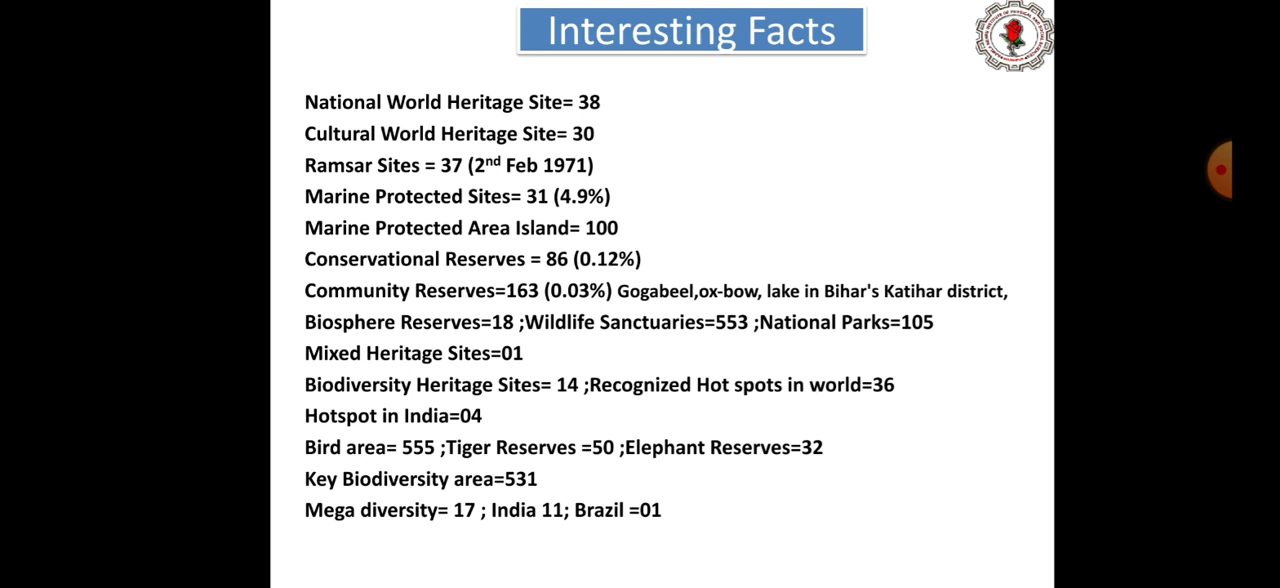 Interesting Facts
National World Heritage Site= 38
Cultural World Heritage Site= 30
Ramsar Sites = 37 (2nd Feb 1971)
Marine Protected Sites= 31 (4.9%)
Marine Protected Area Island= 100
Conservational Reserves = 86 (0.12%)
Community Reserves=163 (0.03%) Gogabeel,ox-bow, lake in Bihar's Katihar district,
Biosphere Reserves=18 ;Wildlife Sanctuaries=553 ;National Parks=105
Mixed Heritage Sites=01
Biodiversity Heritage Sites= 14 ;Recognized Hot spots in world=36
Hotspot in India=04
Bird area= 555 ;Tiger Reserves =50 ;Elephant Reserves=32
Key Biodiversity area=531
Mega diversity= 17 ; India 11; Brazil =01